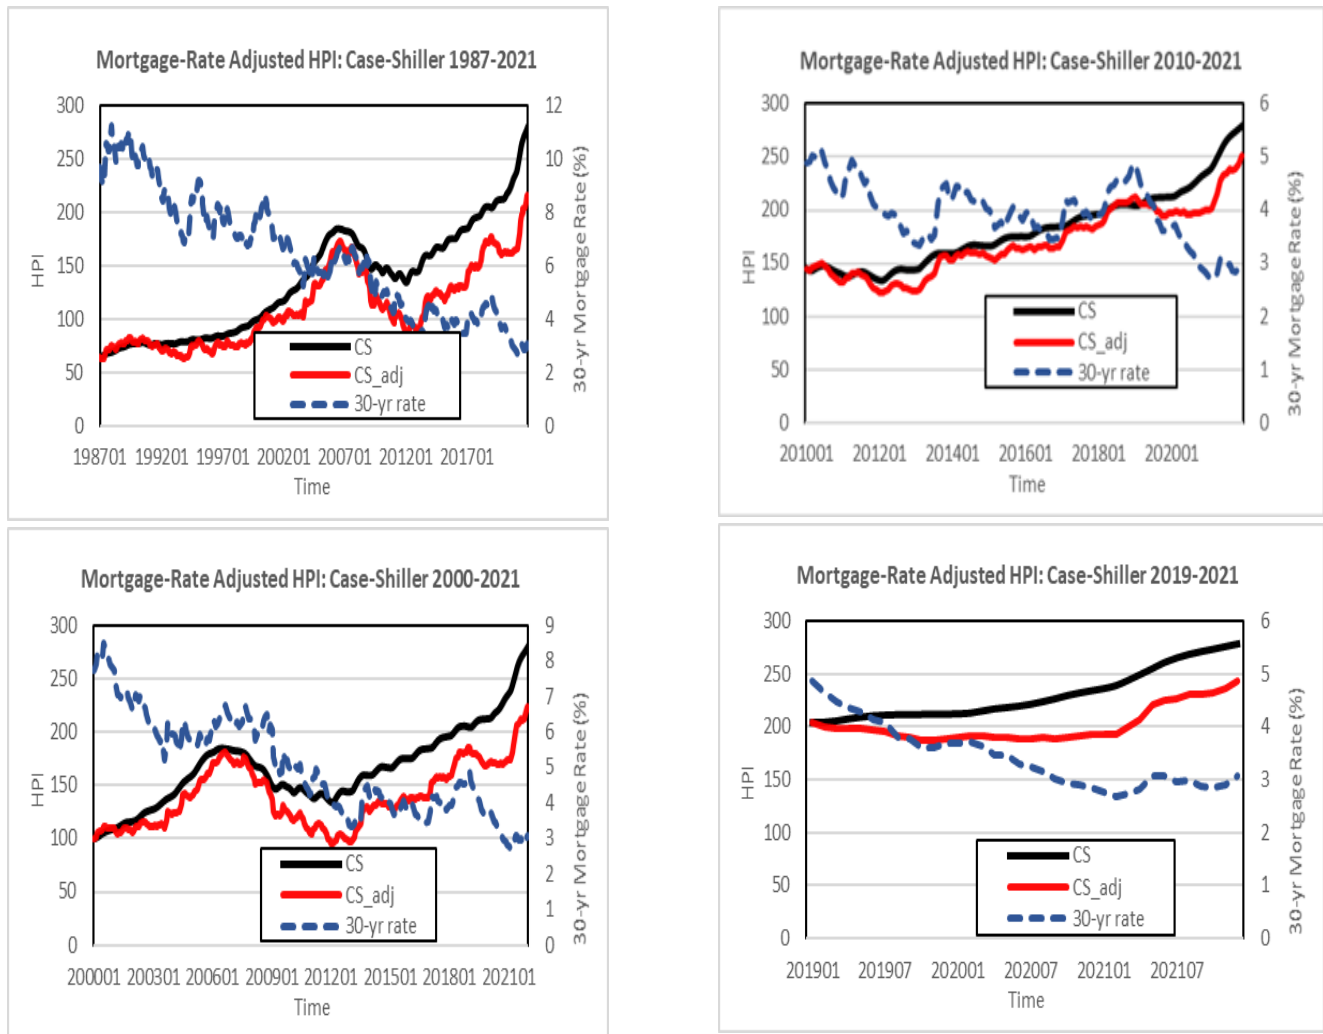 Mortgage-Rate Adjusted HPI: Case-Shiller 1987-2021
300
250
200
150
100
50
0
HPI
12
10
8
6
4
2
0
30-yr Mortgage Rate (%)
CS
CS_adj
30-yr rate
198701 199201 199701 200201 200701 201201 201701
Time
Mortgage-Rate Adjusted HPI: Case-Shiller 2010-2021
300
250
200
150
100
50
0
HPI
6
5
4
3
2
1
0
30-yr Mortgage Rate (%)
CS
CS_adj
30-yr rate
201001 201201 201401 201601 201801 202001
Time
Mortgage-Rate Adjusted HPI: Case-Shiller 2000-2021
300
250
200
150
100
50
0
HPI
9
8
7
6
5
4
3
2
1
0
30-yr Mortgage Rate (%)
CS
CS_adj
30-yr rate
200001 200301 200601 200901 201201 201501 201801 202101
Time
Mortgage-Rate Adjusted HPI: Case-Shiller 2019-2021
300
250
200
150
100
50
0
HPI
6
5
4
3
2
1
0
30-yr Mortgage Rate (%)
CS
CS_adj
30-yr rate
201901 201907 202001 202007 202101 202107
Time